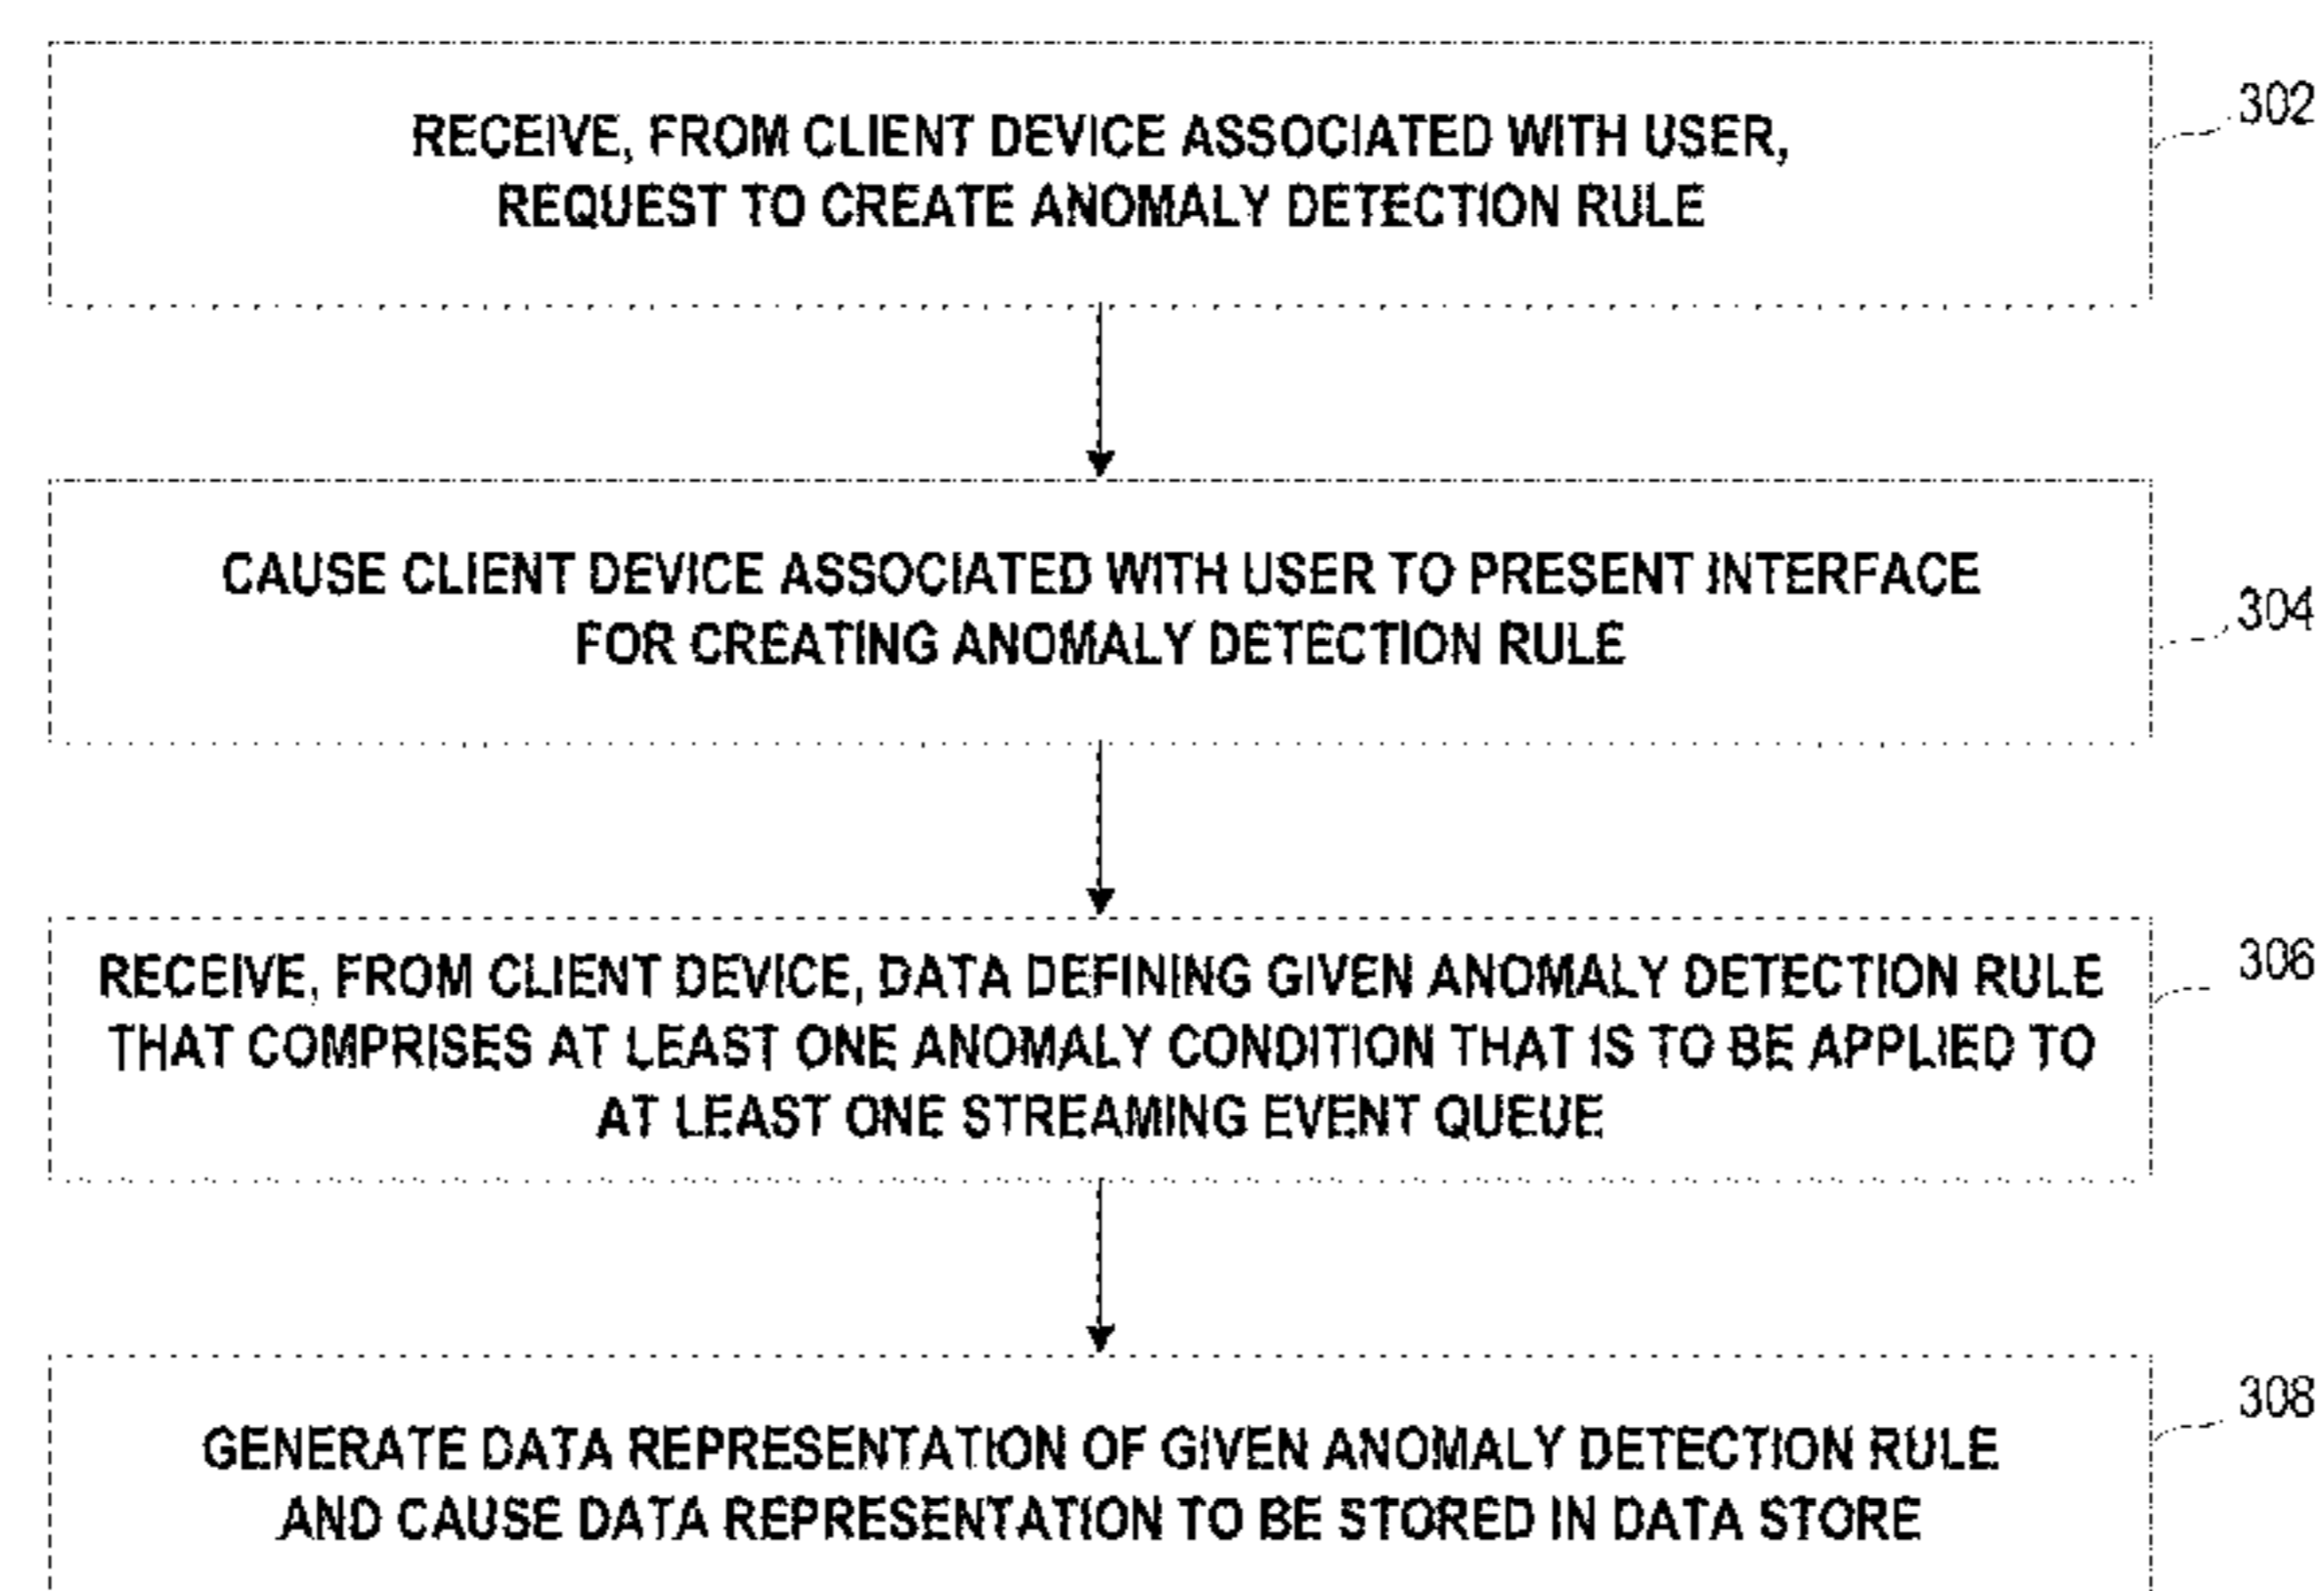 RECEIVE, FROM CLIENT DEVICE ASSOCIATED WITH USER,
REQUEST TO CREATE ANOMALY DETECTION RULE
302
CAUSE CLIENT DEVICE ASSOCIATED WITH USER TO PRESENT INTERFACE
FOR CREATING ANOMALY DETECTION RULE
304
RECEIVE, FROM CLIENT DEVICE, DATA DEFINING GIVEN ANOMALY DETECTION RULE
THAT COMPRISES AT LEAST ONE ANOMALY CONDITION THAT IS TO BE APPLIED TO
AT LEAST ONE STREAMING EVENT QUEUE
306
GENERATE DATA REPRESENTATION OF GIVEN ANOMALY DETECTION RULE
AND CAUSE DATA REPRESENTATION TO BE STORED IN DATA STORE
308